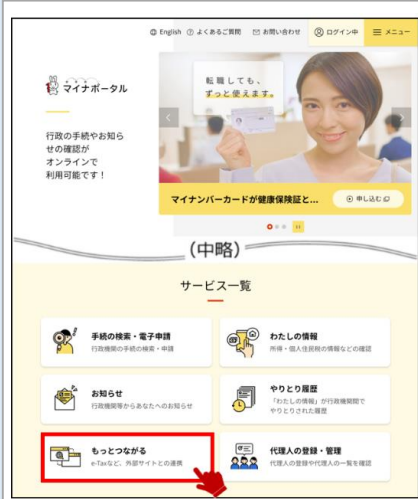 English よくあるご質問 お問い合わせ ログイン中 メニュー
マイナポータル
転職しても、
ずっと使えます。
行政の手続やお知ら
せの確認が
オンラインで
利用可能です！
マイナンバーカードが健康保険証と... 申し込む
(中略)
サービス一覧
手続の検索・電子申請
行政機関の手続の検索・申請
わたしの情報
所得・個人住民税の情報などの確認
お知らせ
行政機関等からあなたへのお知らせ
やりとり履歴
「わたしの情報」が行政機関間で
やりとりされた履歴
もっとつながる
e-Taxなど、外部サイトとの連携
代理人の登録・管理
代理人の登録や代理人の一覧を確認